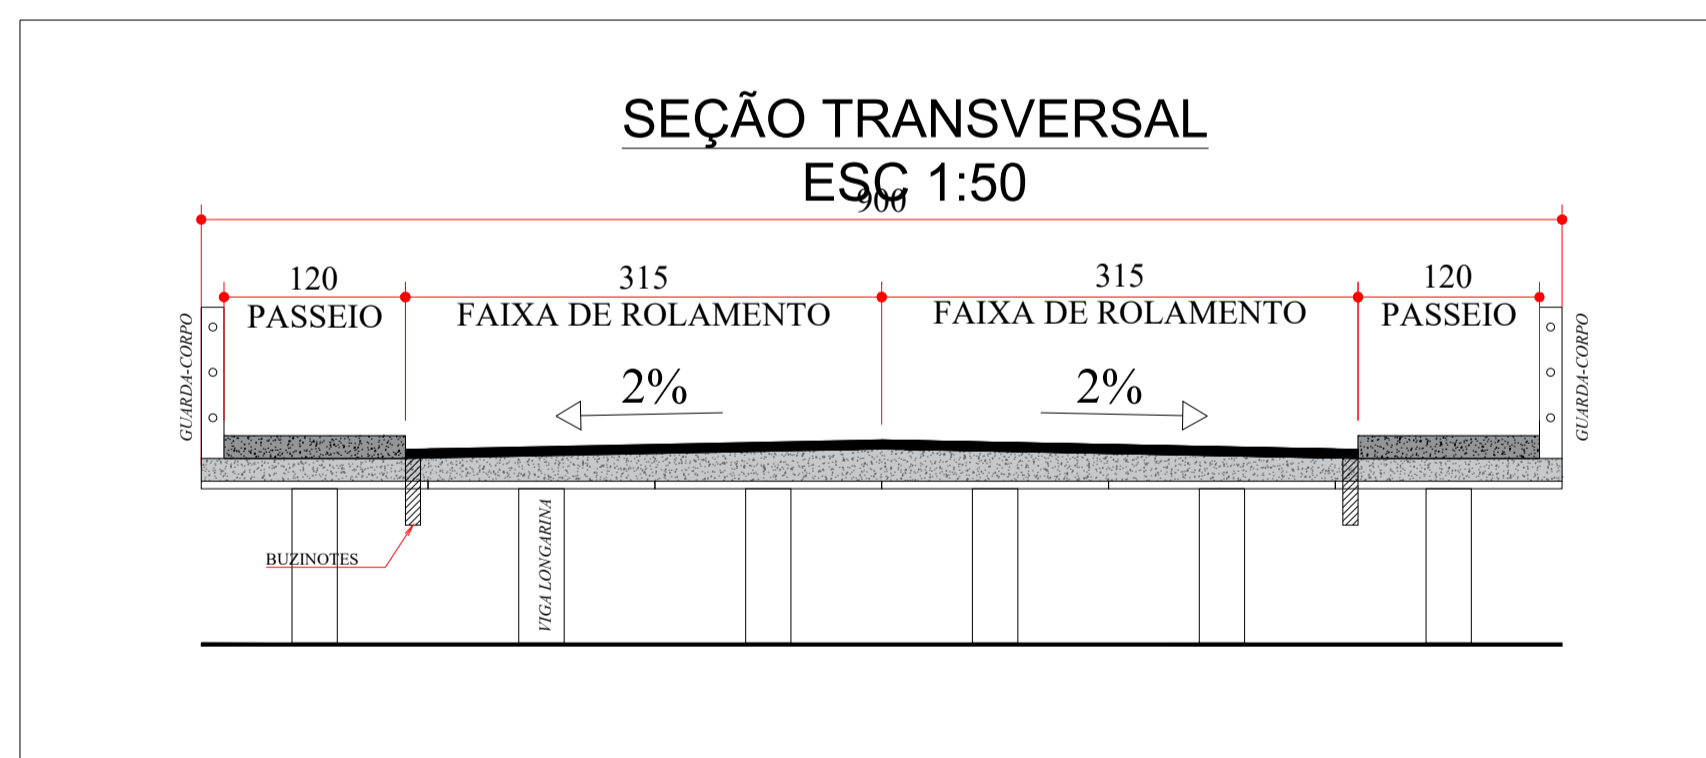 SEÇÃO TRANSVERSAL
ESC 1:50
900
120
315
315
120
PASSEIO
FAIXA DE ROLAMENTO
FAIXA DE ROLAMENTO
PASSEIO
GUARDA-CORPO
GUARDA-CORPO
2%
2%
BUZINOTES
VIGA LONGARINA